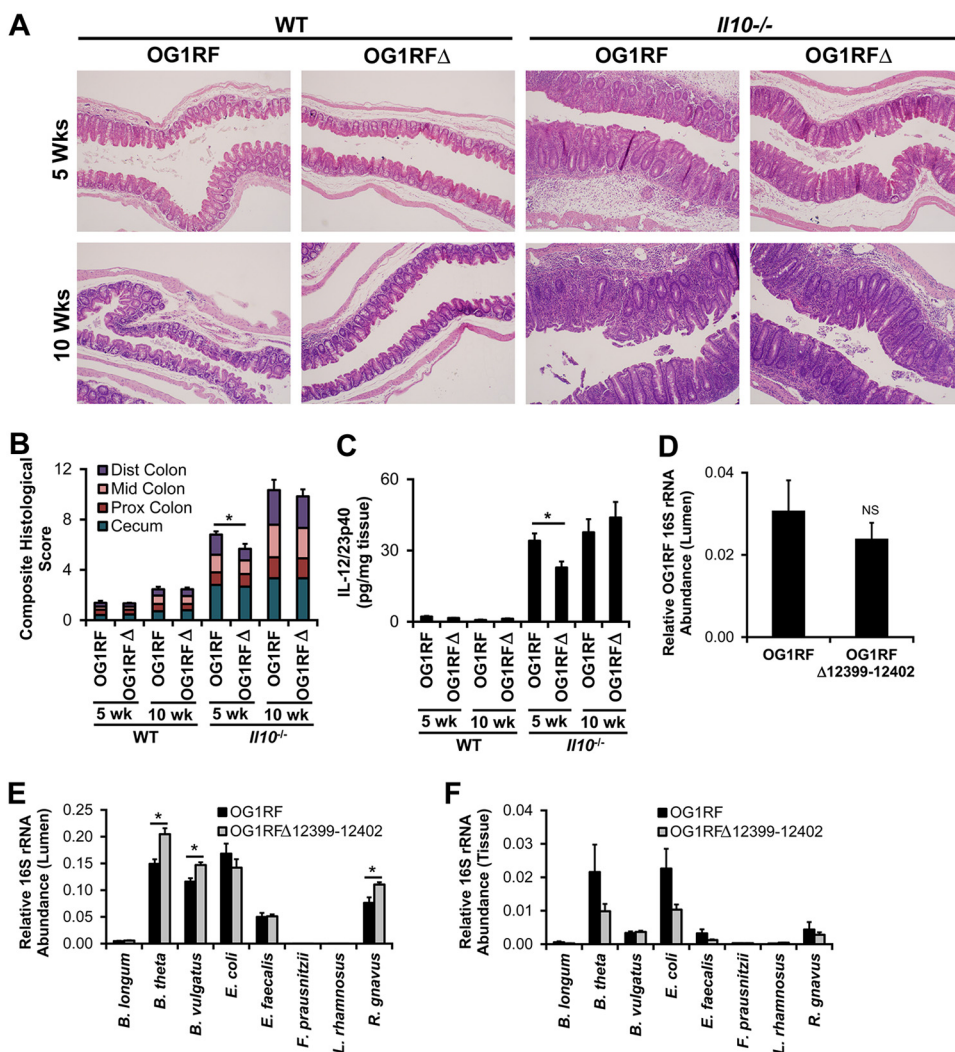 A
WT
Il10-/-
OG1RF
OG1RFΔ
OG1RF
OG1RFΔ
5 Wks
10 Wks
B
Composite Histological
Score
12
8
4
0
Dist Colon
Mid Colon
Prox Colon
Cecum
*
OG1RF
OG1RFΔ
OG1RF
OG1RFΔ
OG1RF
OG1RFΔ
OG1RF
OG1RFΔ
5 wk
10 wk
5 wk
10 wk
WT
Il10-/-
C
IL-12/23p40
(pg/mg tissue)
60
30
0
*
OG1RF
OG1RFΔ
OG1RF
OG1RFΔ
OG1RF
OG1RFΔ
OG1RF
OG1RFΔ
5 wk
10 wk
5 wk
10 wk
WT
Il10-/-
D
Relative OG1RF 16S rRNA
Abundance (Lumen)
0.04
0.02
0.00
NS
OG1RF
OG1RF
Δ12399-12402
E
Relative 16S rRNA
Abundance (Lumen)
0.25
0.20
0.15
0.10
0.05
0.00
OG1RF
OG1RFΔ12399-12402
*
*
*
B. longum
B. theta
B. vulgatus
E. coli
E. faecalis
F. prausnitzii
L. rhamnosus
R. gnavus
F
Relative 16S rRNA
Abundance (Tissue)
0.04
0.03
0.02
0.01
0.00
OG1RF
OG1RFΔ12399-12402
B. longum
B. theta
B. vulgatus
E. coli
E. faecalis
F. prausnitzii
L. rhamnosus
R. gnavus